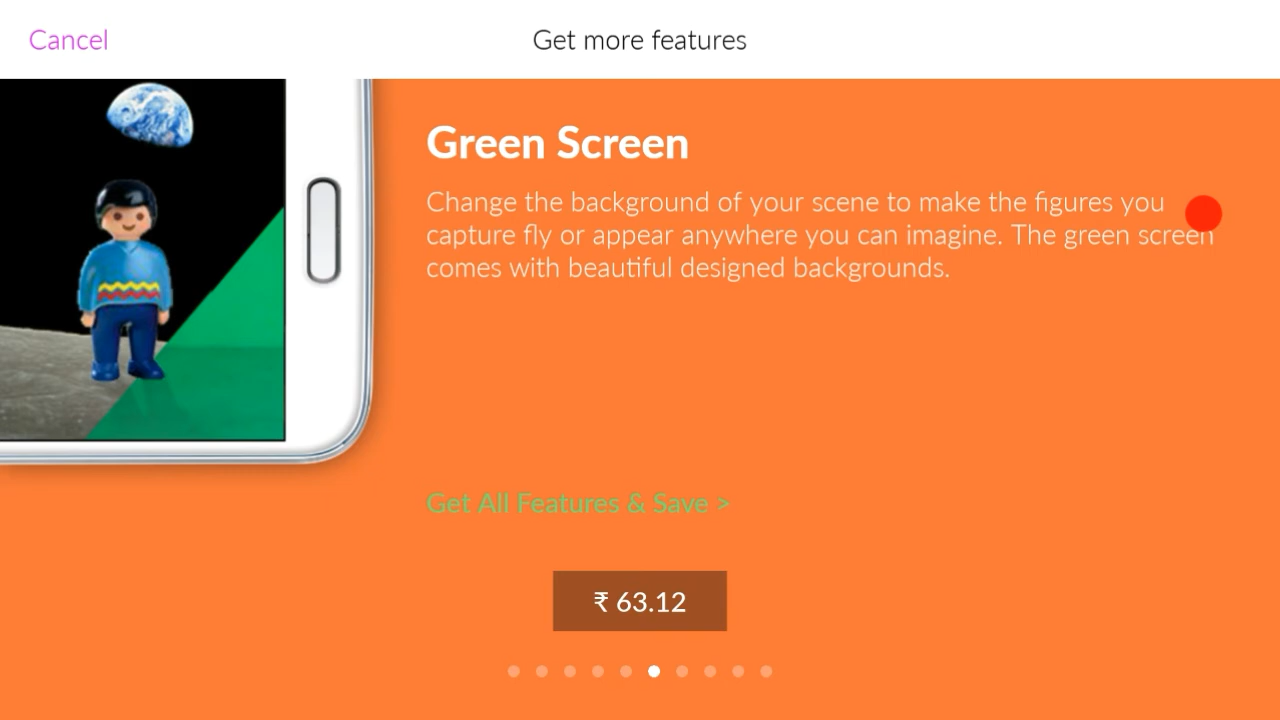 Cancel
Get more features
Green Screen
Change the background of your scene to make the figures you
capture fly or appear anywhere you can imagine. The green screen
comes with beautiful designed backgrounds.
Get All Features & Save >
₹ 63.12